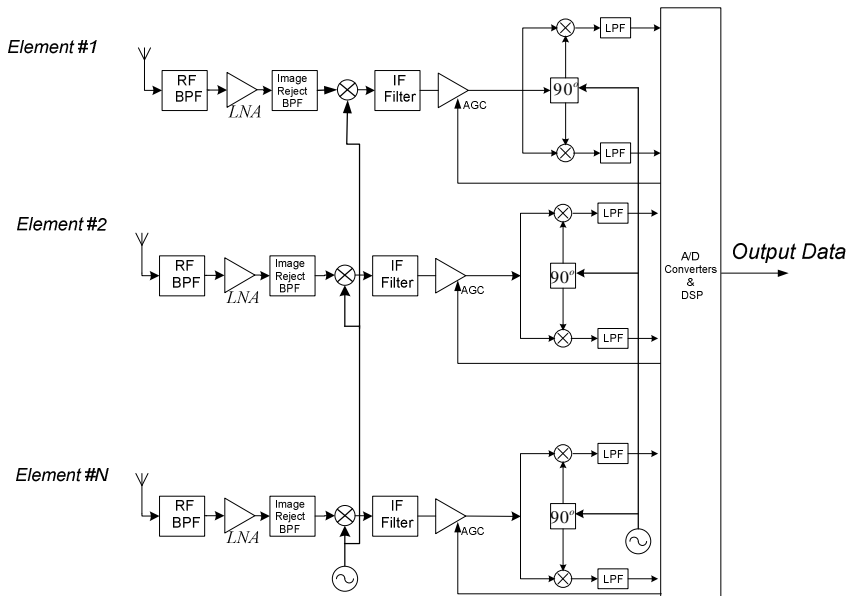 Element #1
RF
BPF
LNA
Image
Reject
BPF
IF
Filter
AGC
90°
LPF
LPF
Element #2
RF
BPF
LNA
Image
Reject
BPF
IF
Filter
AGC
90°
LPF
LPF
A/D
Converters
&
DSP
Output Data
Element #N
RF
BPF
LNA
Image
Reject
BPF
IF
Filter
AGC
90°
LPF
LPF